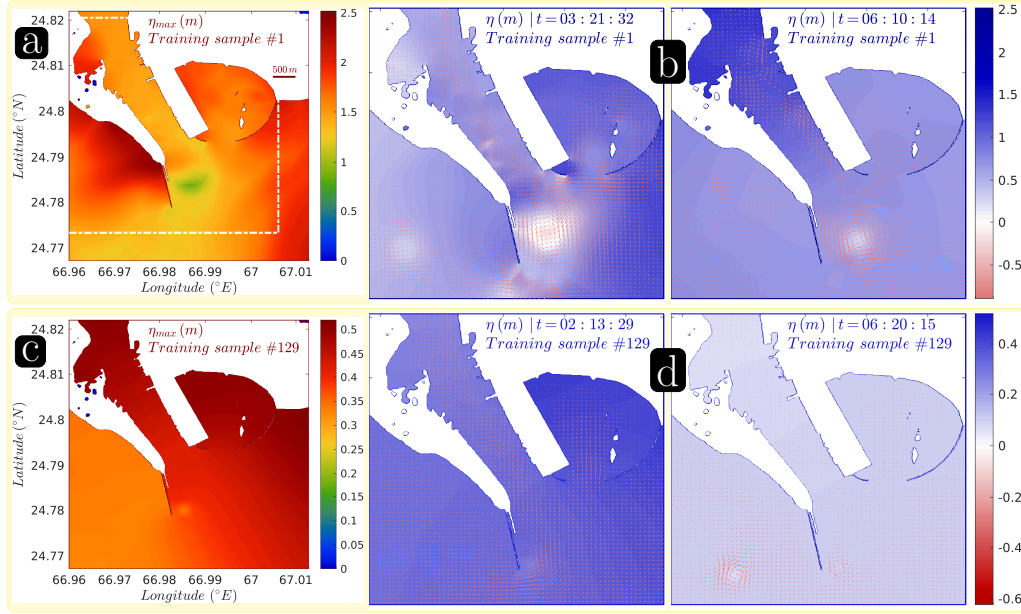 a
η_max (m)
Training sample #1
500 m
24.82
24.81
24.8
24.79
24.78
24.77
Latitude (°N)
66.96
66.97
66.98
66.99
67
67.01
Longitude (°E)
2.5
2
1.5
1
0.5
0
η (m) | t = 03 : 21 : 32
Training sample #1
b
η (m) | t = 06 : 10 : 14
Training sample #1
2.5
2
1.5
1
0.5
0
-0.5
c
η_max (m)
Training sample #129
24.82
24.81
24.8
24.79
24.78
24.77
Latitude (°N)
66.96
66.97
66.98
66.99
67
67.01
Longitude (°E)
0.5
0.45
0.4
0.35
0.3
0.25
0.2
0.15
0.1
0.05
0
η (m) | t = 02 : 13 : 29
Training sample #129
d
η (m) | t = 06 : 20 : 15
Training sample #129
0.4
0.2
0
-0.2
-0.4
-0.6